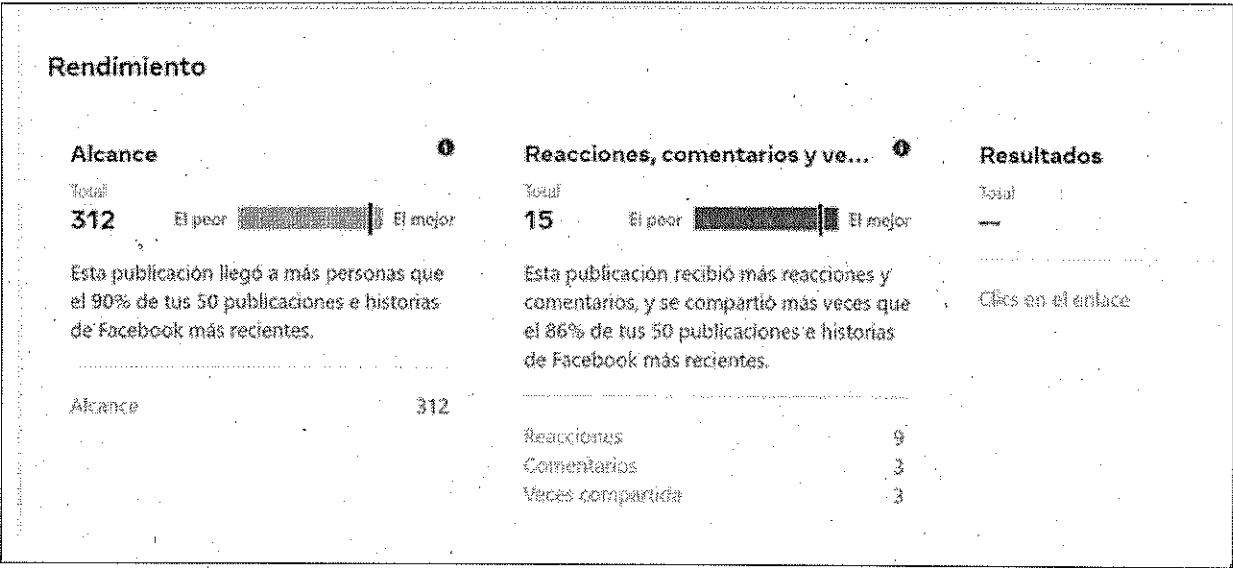 Rendimiento
Alcance
Total
312 El peor El mejor
Esta publicación llegó a más personas que
el 90% de tus 50 publicaciones e historias
de Facebook más recientes.
Alcance 312
Reacciones, comentarios y ve...
Total
15 El peor El mejor
Esta publicación recibió más reacciones y
comentarios, y se compartió más veces que
el 86% de tus 50 publicaciones e historias
de Facebook más recientes.
Reacciones 9
Comentarios 3
Veces compartida 3
Resultados
Total
—
Clics en el enlace